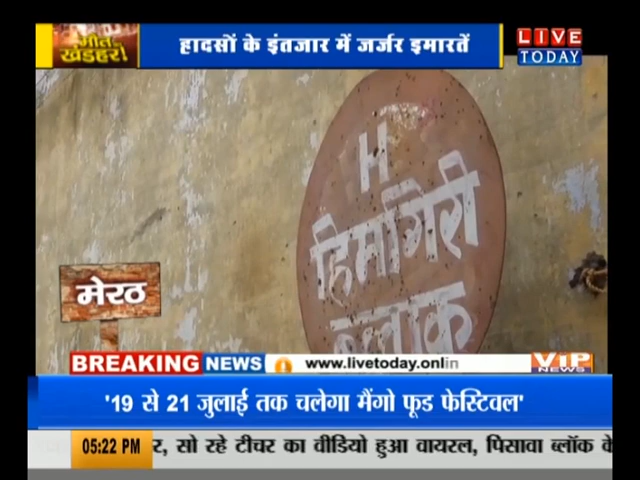 मौत
खंडहर!
हादसों के इंतजार में जर्जर इमारतें
LIVE
TODAY
H
हिमगिरी
ब्लाक
मेरठ
BREAKING NEWS
www.livetoday.onlin
VIP
NEWS
'19 से 21 जुलाई तक चलेगा मैंगो फूड फेस्टिवल'
05:22 PM
र, सो रहे टीचर का वीडियो हुआ वायरल, पिसावा ब्लॉक के